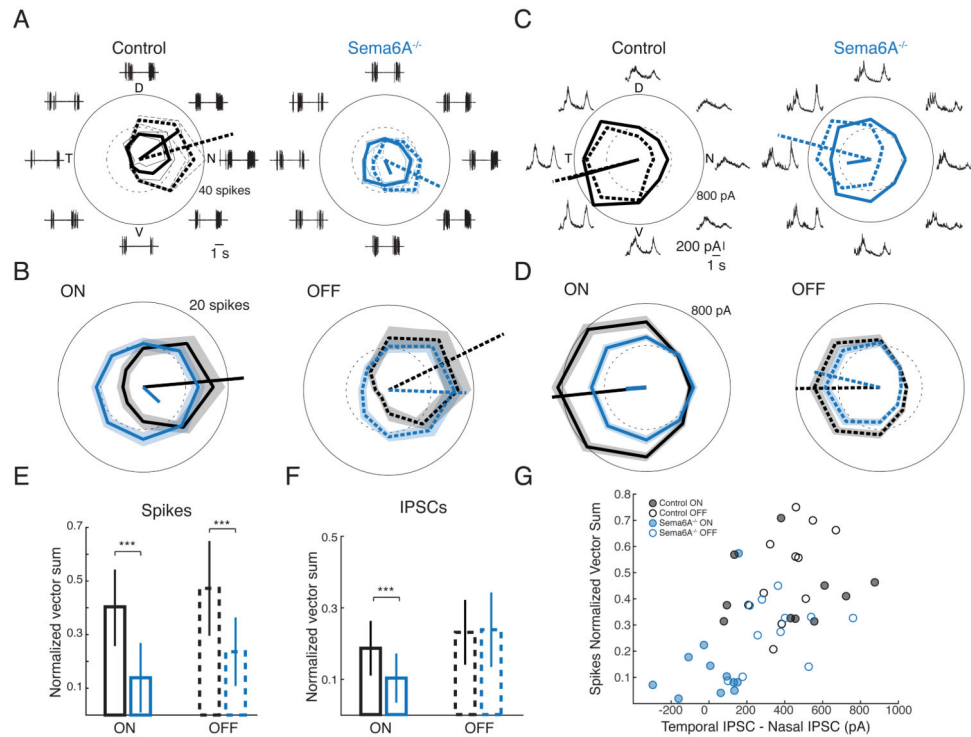 A
Control
Sema6A-/-
D
T
N
V
40 spikes
1 s
C
Control
Sema6A-/-
D
T
N
V
800 pA
200 pA
1 s
B
ON
20 spikes
OFF
D
ON
800 pA
OFF
E
Spikes
Normalized vector sum
0.7
0.5
0.3
0.1
***
***
ON
OFF
F
IPSCs
Normalized vector sum
0.5
0.3
0.1
***
ON
OFF
G
Spikes Normalized Vector Sum
0.8
0.7
0.6
0.5
0.4
0.3
0.2
0.1
Control ON
Control OFF
Sema6A-/- ON
Sema6A-/- OFF
-200
0
200
400
600
800
1000
Temporal IPSC - Nasal IPSC (pA)